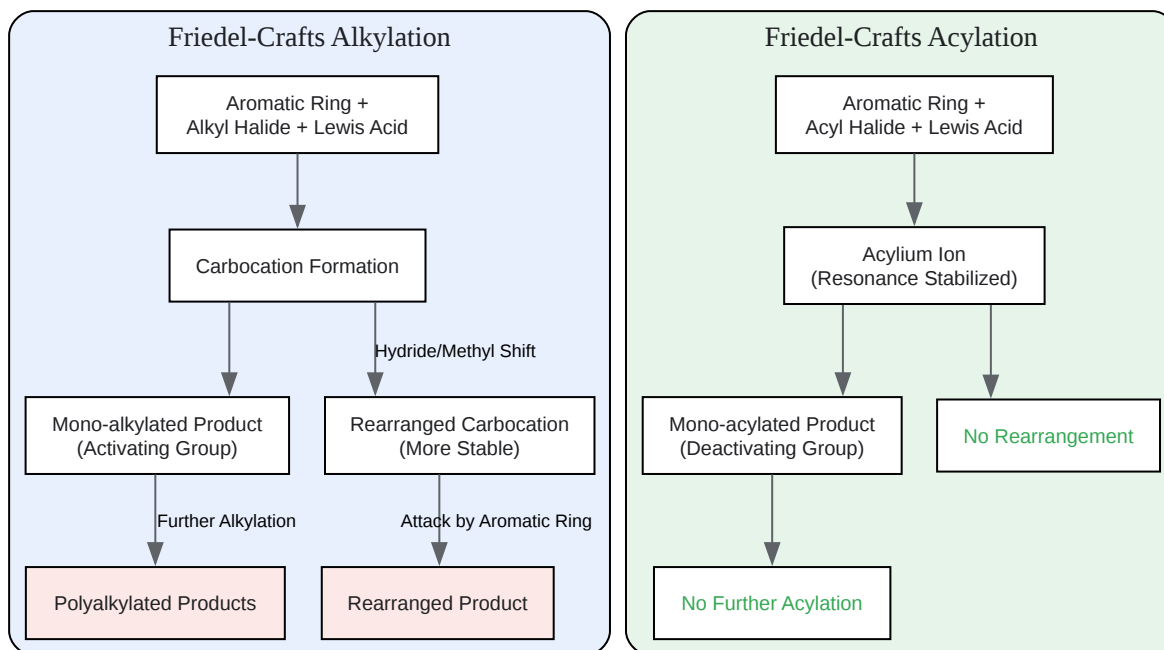 Friedel-Crafts Alkylation
Aromatic Ring +
Alkyl Halide + Lewis Acid
Carbocation Formation
Hydride/Methyl Shift
Mono-alkylated Product
(Activating Group)
Rearranged Carbocation
(More Stable)
Further Alkylation
Attack by Aromatic Ring
Polyalkylated Products
Rearranged Product
Friedel-Crafts Acylation
Aromatic Ring +
Acyl Halide + Lewis Acid
Acylium Ion
(Resonance Stabilized)
Mono-acylated Product
(Deactivating Group)
No Rearrangement
No Further Acylation